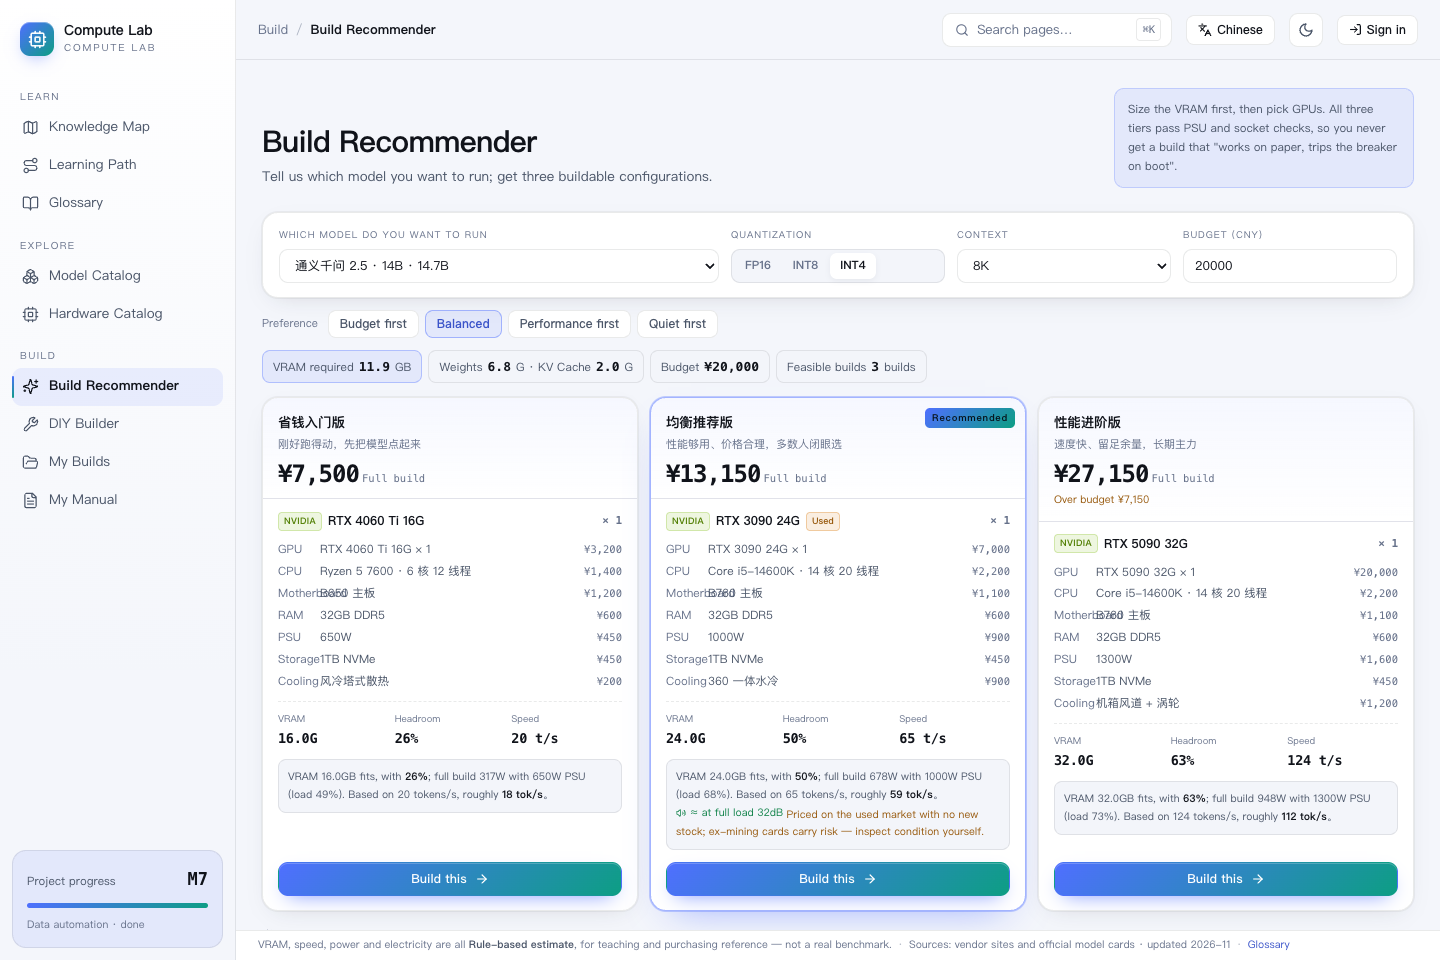 Compute Lab
COMPUTE LAB
LEARN
Knowledge Map
Learning Path
Glossary
EXPLORE
Model Catalog
Hardware Catalog
BUILD
Build Recommender
DIY Builder
My Builds
My Manual
Project progress M7
Data automation · done
Build / Build Recommender
Search pages... ⌘K
Chinese
Sign in
Build Recommender
Tell us which model you want to run; get three buildable configurations.
Size the VRAM first, then pick GPUs. All three
tiers pass PSU and socket checks, so you never
get a build that "works on paper, trips the breaker
on boot".
WHICH MODEL DO YOU WANT TO RUN
通义千问 2.5 · 14B · 14.7B
QUANTIZATION
FP16 INT8 INT4
CONTEXT
8K
BUDGET (CNY)
20000
Preference Budget first Balanced Performance first Quiet first
VRAM required 11.9 GB
Weights 6.8 G · KV Cache 2.0 G
Budget ¥20,000
Feasible builds 3 builds
省钱入门版
刚好跑得动，先把模型点起来
¥7,500 Full build
NVIDIA RTX 4060 Ti 16G × 1
GPU RTX 4060 Ti 16G × 1 ¥3,200
CPU Ryzen 5 7600 · 6 核 12 线程 ¥1,400
Motherboard B650 主板 ¥1,200
RAM 32GB DDR5 ¥600
PSU 650W ¥450
Storage 1TB NVMe ¥450
Cooling 风冷塔式散热 ¥200
VRAM Headroom Speed
16.0G 26% 20 t/s
VRAM 16.0GB fits, with 26%; full build 317W with 650W PSU
(load 49%). Based on 20 tokens/s, roughly 18 tok/s。
Build this →
均衡推荐版
Recommended
性能够用、价格合理，多数人闭眼选
¥13,150 Full build
NVIDIA RTX 3090 24G Used × 1
GPU RTX 3090 24G × 1 ¥7,000
CPU Core i5-14600K · 14 核 20 线程 ¥2,200
Motherboard B760 主板 ¥1,100
RAM 32GB DDR5 ¥600
PSU 1000W ¥900
Storage 1TB NVMe ¥450
Cooling 360 一体水冷 ¥900
VRAM Headroom Speed
24.0G 50% 65 t/s
VRAM 24.0GB fits, with 50%; full build 678W with 1000W PSU
(load 68%). Based on 65 tokens/s, roughly 59 tok/s。
≈ at full load 32dB Priced on the used market with no new
stock; ex-mining cards carry risk — inspect condition yourself.
Build this →
性能进阶版
速度快、留足余量，长期主力
¥27,150 Full build
Over budget ¥7,150
NVIDIA RTX 5090 32G × 1
GPU RTX 5090 32G × 1 ¥20,000
CPU Core i5-14600K · 14 核 20 线程 ¥2,200
Motherboard B760 主板 ¥1,100
RAM 32GB DDR5 ¥600
PSU 1300W ¥1,600
Storage 1TB NVMe ¥450
Cooling 机箱风道 + 涡轮 ¥1,200
VRAM Headroom Speed
32.0G 63% 124 t/s
VRAM 32.0GB fits, with 63%; full build 948W with 1300W PSU
(load 73%). Based on 124 tokens/s, roughly 112 tok/s。
Build this →
VRAM, speed, power and electricity are all Rule-based estimate, for teaching and purchasing reference — not a real benchmark. · Sources: vendor sites and official model cards · updated 2026-11 · Glossary